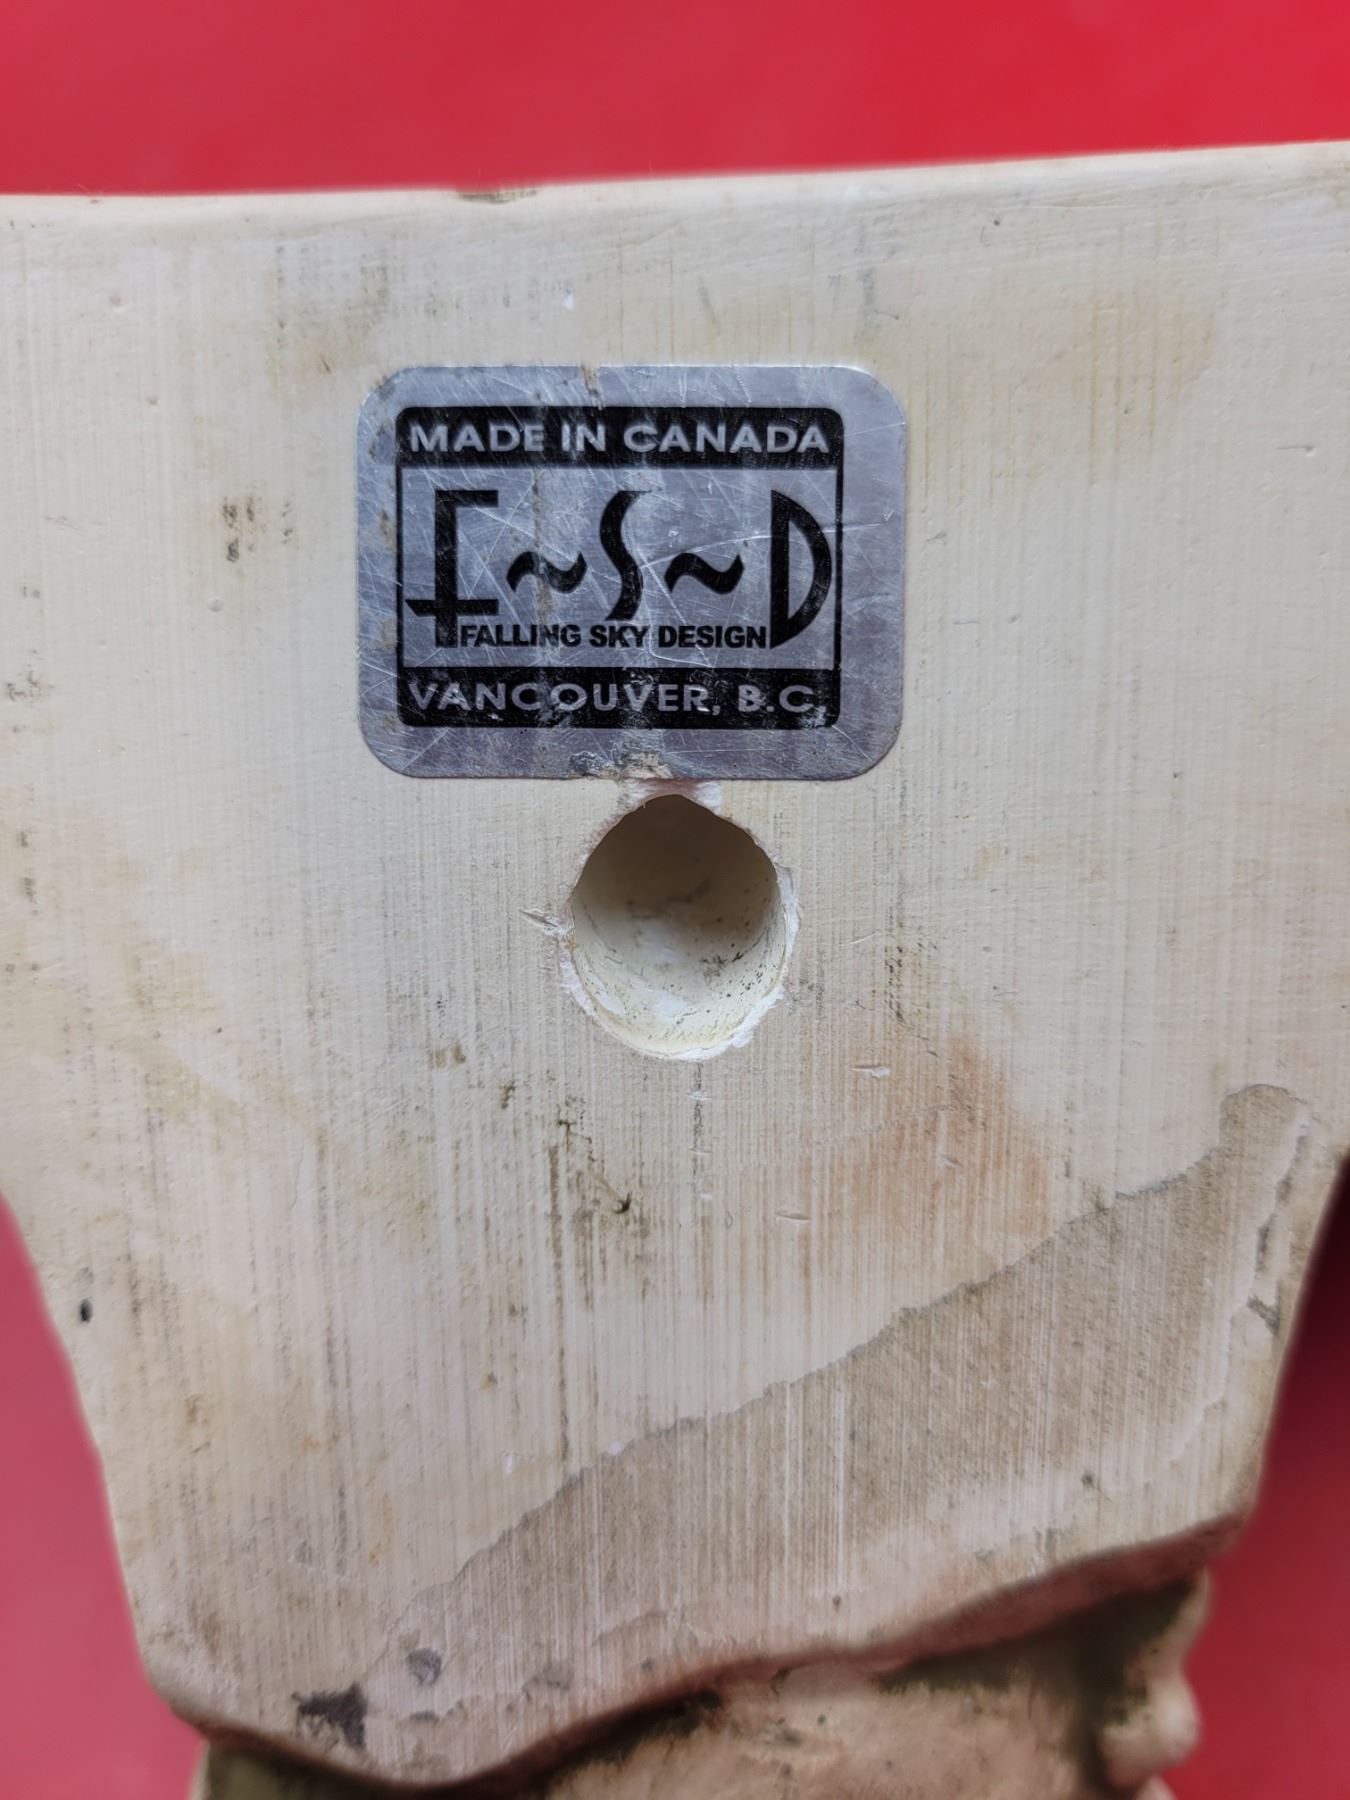 MADE IN CANADA
F~S~D
FALLING SKY DESIGN
VANCOUVER, B.C.